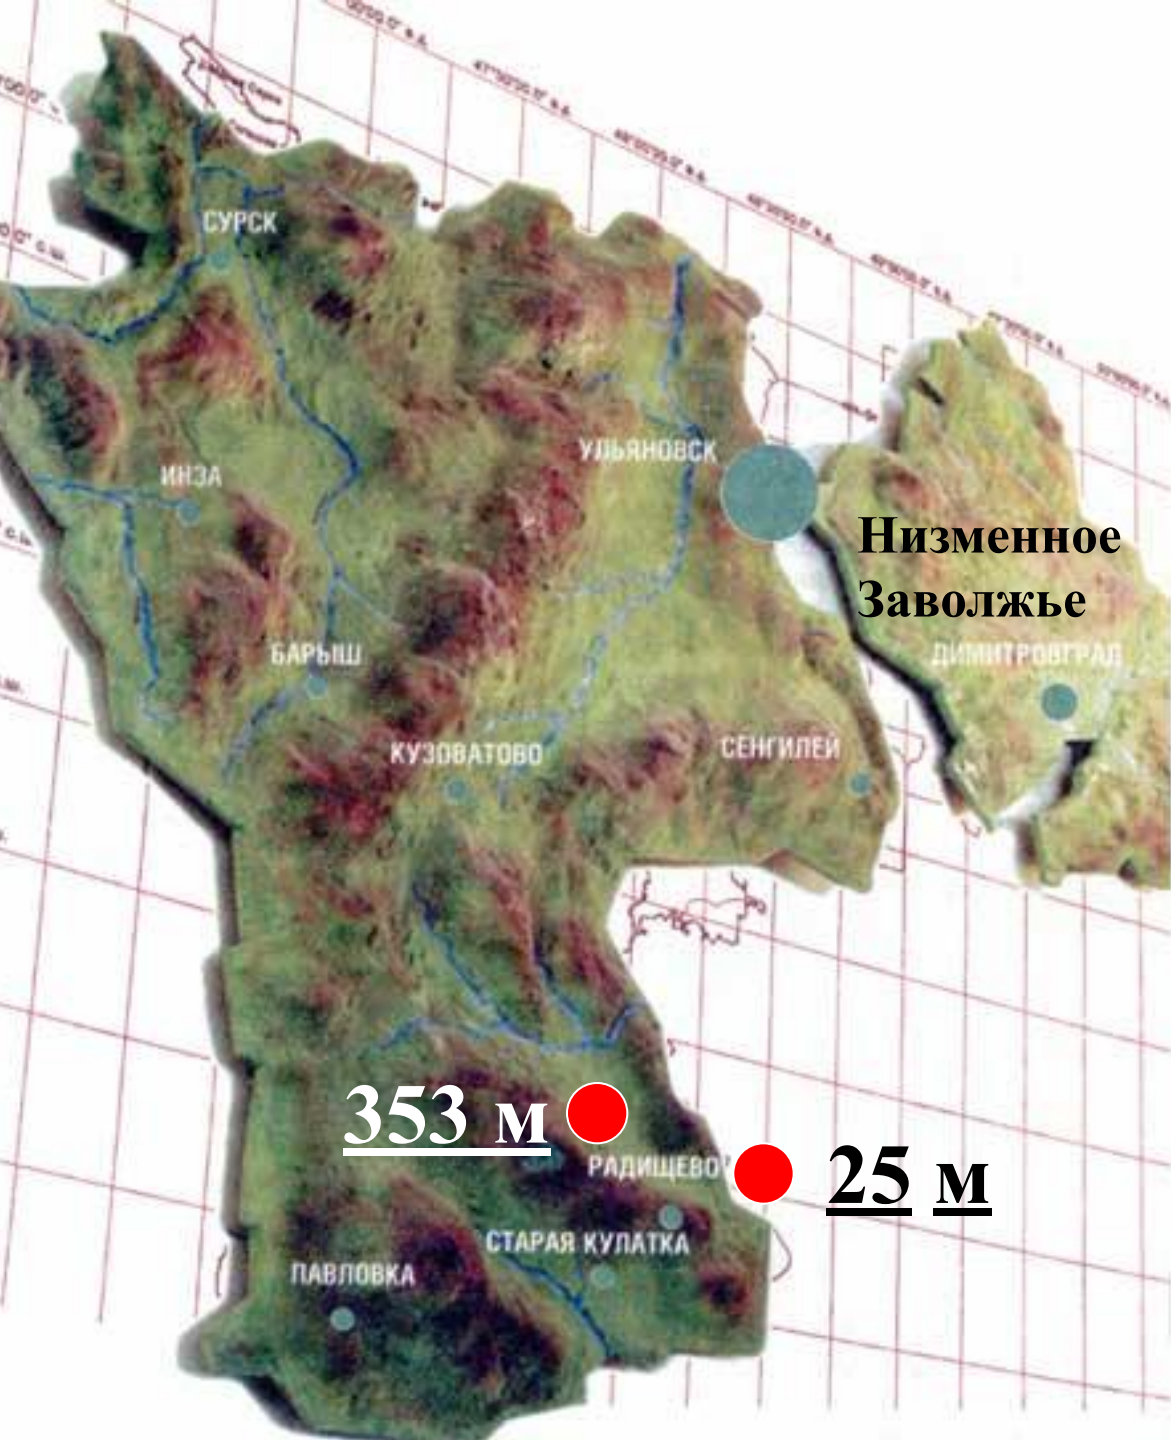 СУРСК
УЛЬЯНОВСК
ИНЗА
Низменное
Заволжье
БАРЫШ
ДИМИТРОВГРАД
КУЗОВАТОВО
СЕНГИЛЕЙ
353 м
РАДИЩЕВО
25 м
СТАРАЯ КУЛАТКА
ПАВЛОВКА